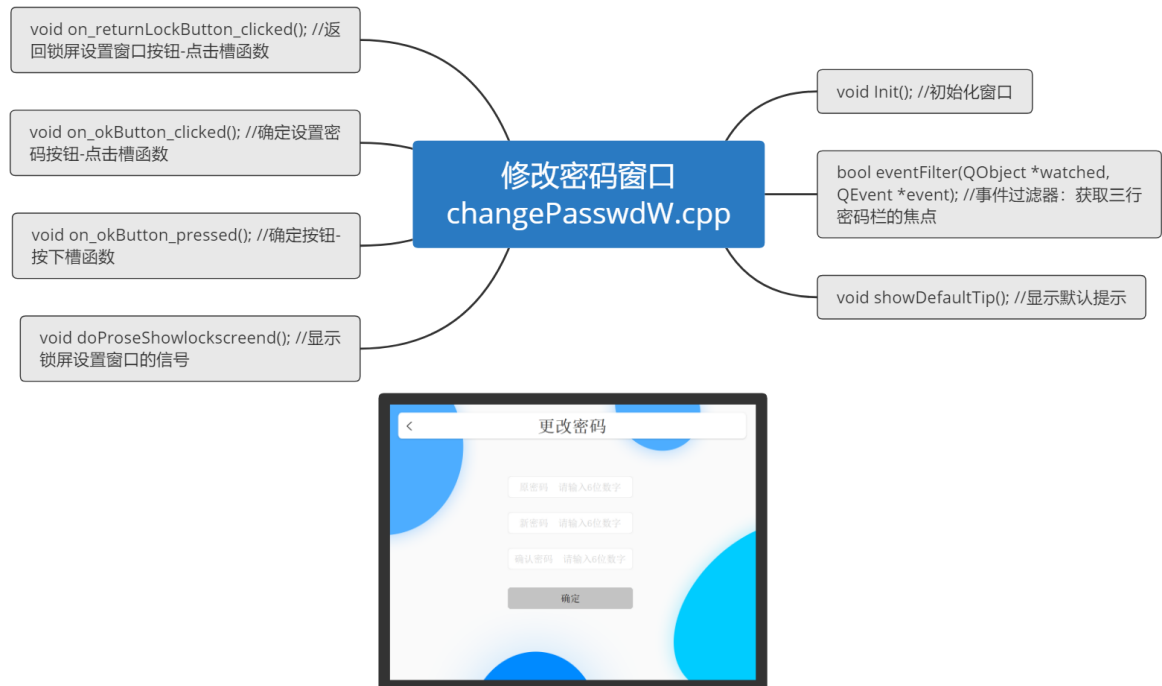 void on_returnLockButton_clicked(); //返
回锁屏设置窗口按钮-点击槽函数
void on_okButton_clicked(); //确定设置密
码按钮-点击槽函数
void on_okButton_pressed(); //确定按钮-
按下槽函数
void doProseShowlockscreend(); //显示
锁屏设置窗口的信号
修改密码窗口
changePasswdW.cpp
void Init(); //初始化窗口
bool eventFilter(QObject *watched,
QEvent *event); //事件过滤器：获取三行
密码栏的焦点
void showDefaultTip(); //显示默认提示
更改密码
原密码 请输入6位数字
新密码 请输入6位数字
确认密码 请输入6位数字
确定